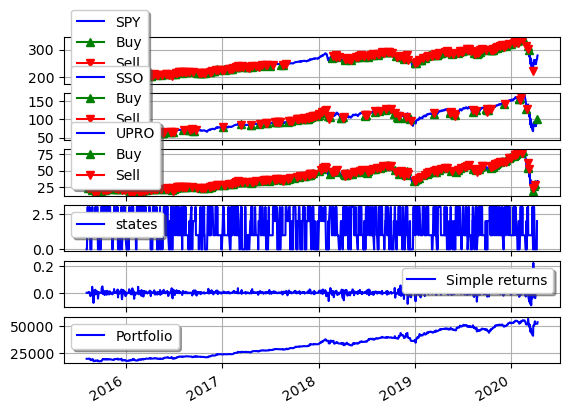 SPY
Buy
Sell
300
200
SSO
Buy
Sell
150
100
50
UPRO
Buy
Sell
75
50
25
states
2.5
0.0
Simple returns
0.2
0.0
Portfolio
50000
25000
2016 2017 2018 2019 2020